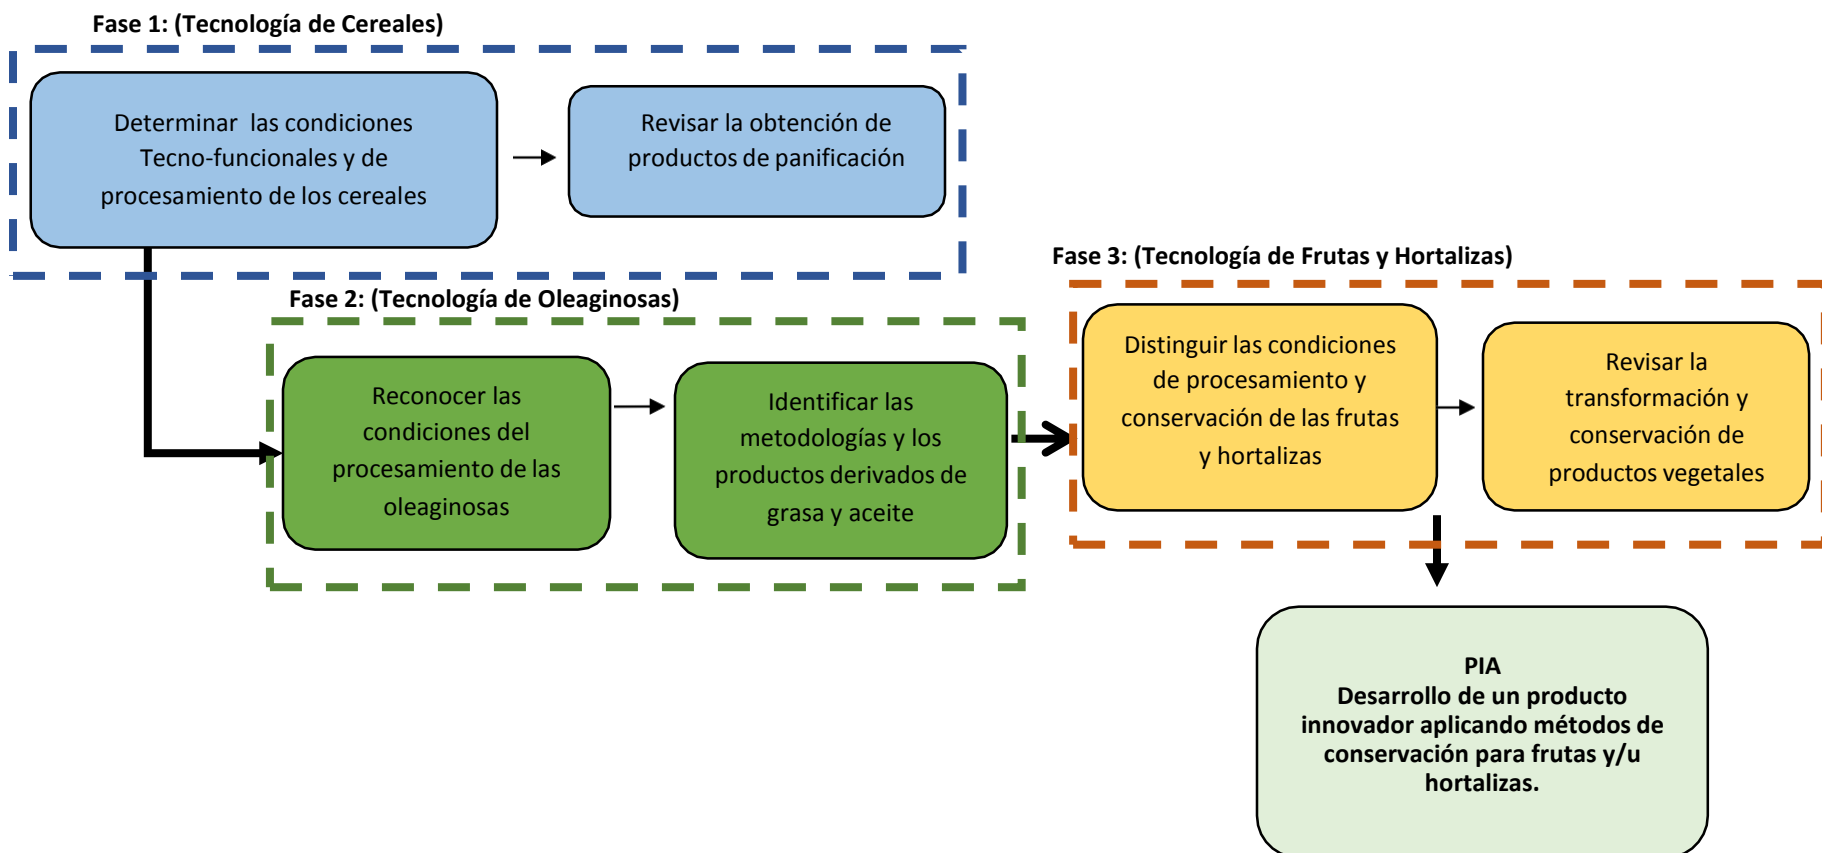 Fase 1: (Tecnología de Cereales)
Determinar  las condiciones
Tecno-funcionales y de
procesamiento de los cereales
Revisar la obtención de
productos de panificación
Fase 2: (Tecnología de Oleaginosas)
Reconocer las
condiciones del
procesamiento de las
oleaginosas
Identificar las
metodologías y los
productos derivados de
grasa y aceite
Fase 3: (Tecnología de Frutas y Hortalizas)
Distinguir las condiciones
de procesamiento y
conservación de las frutas
y hortalizas
Revisar la
transformación y
conservación de
productos vegetales
PIA
Desarrollo de un producto
innovador aplicando métodos de
conservación para frutas y/u
hortalizas.